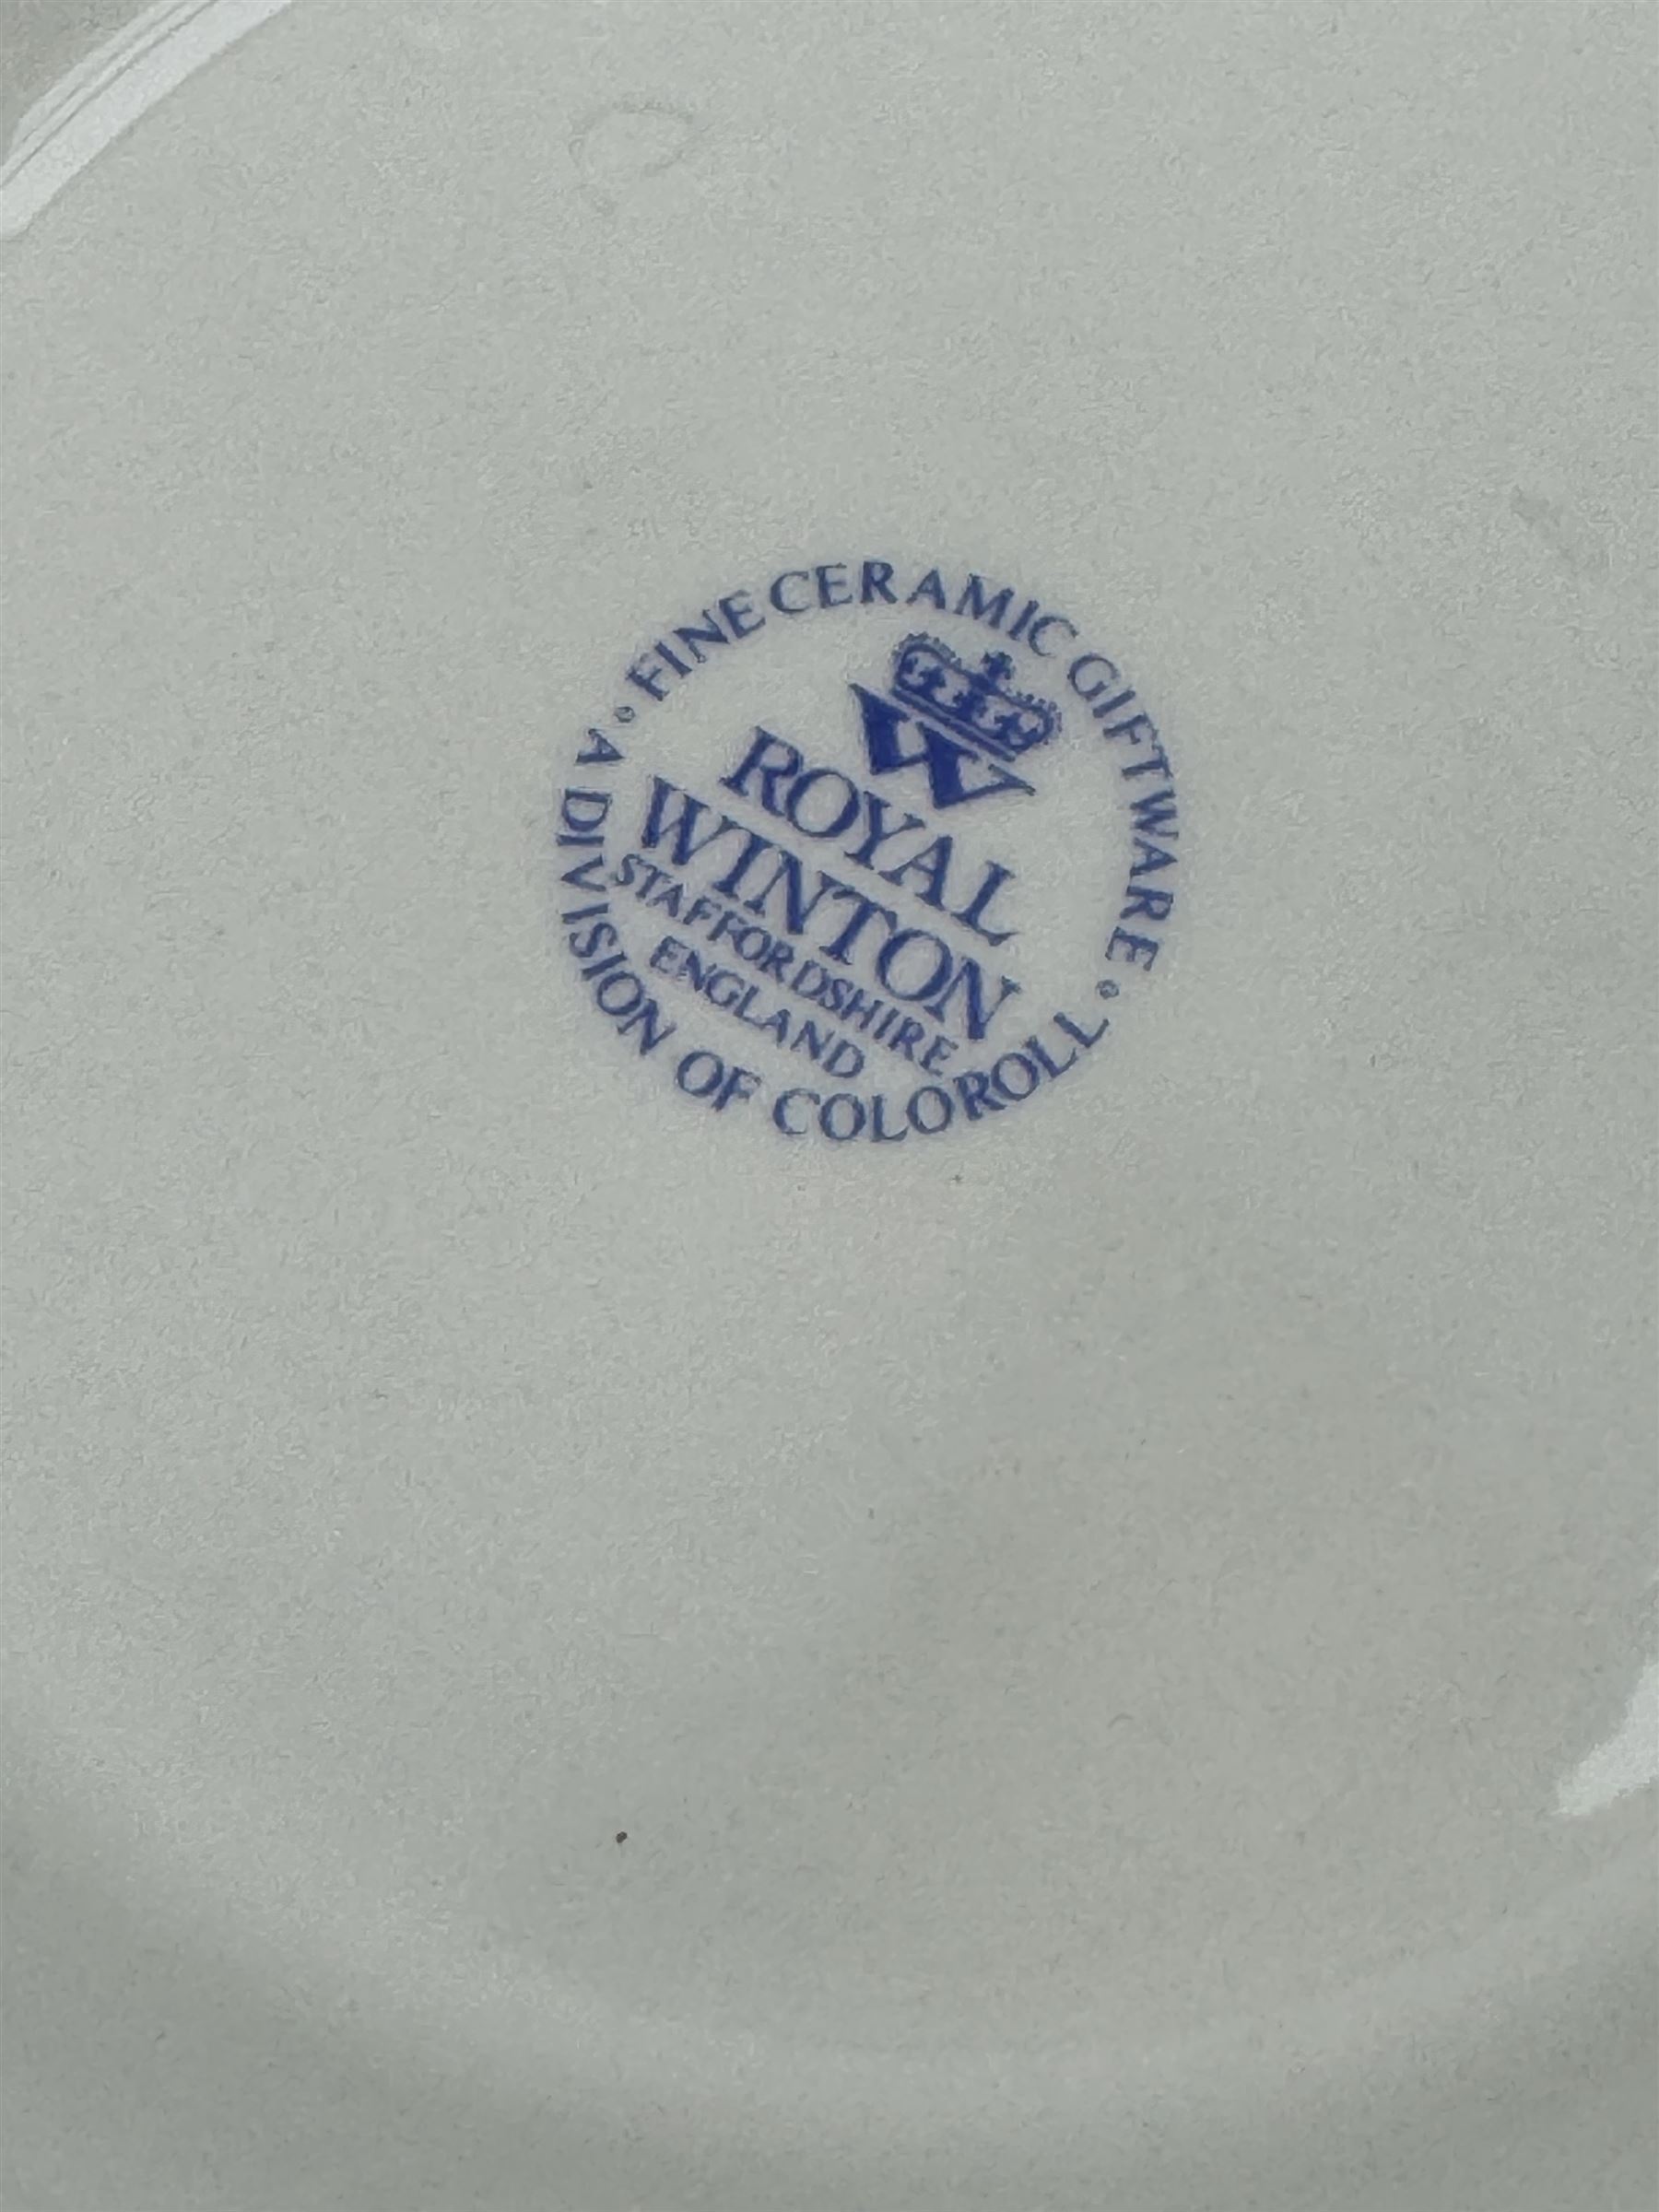 FINE CERAMIC GIFTWARE
W
ROYAL
WINTON
STAFFORDSHIRE
ENGLAND
A DIVISION OF COLOROLL